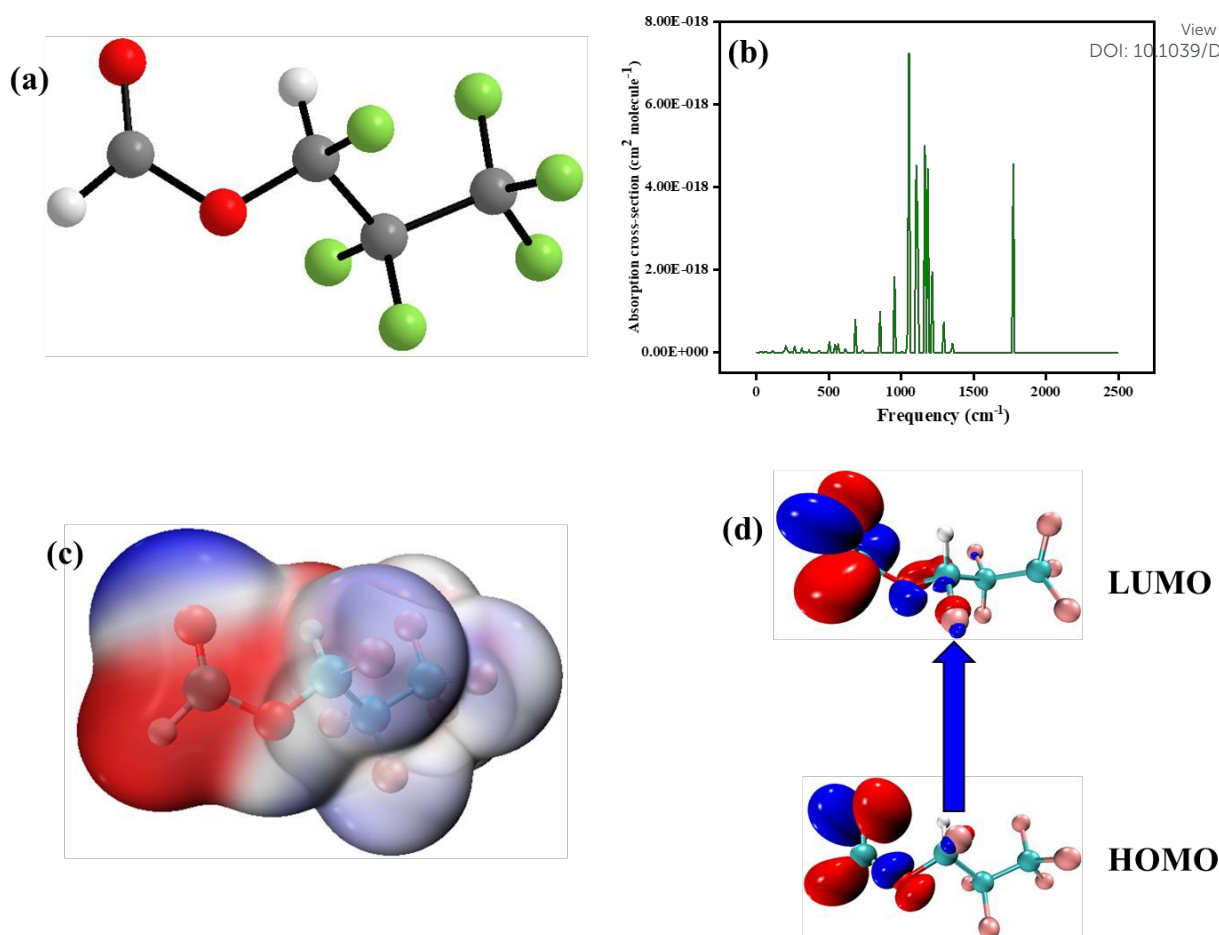 View
DOI: 10.1039/D
(a)
(b)
8.00E-018
6.00E-018
4.00E-018
2.00E-018
0.00E+000
Absorption cross-section (cm² molecule⁻¹)
0 500 1000 1500 2000 2500
Frequency (cm⁻¹)
(c)
(d)
LUMO
HOMO